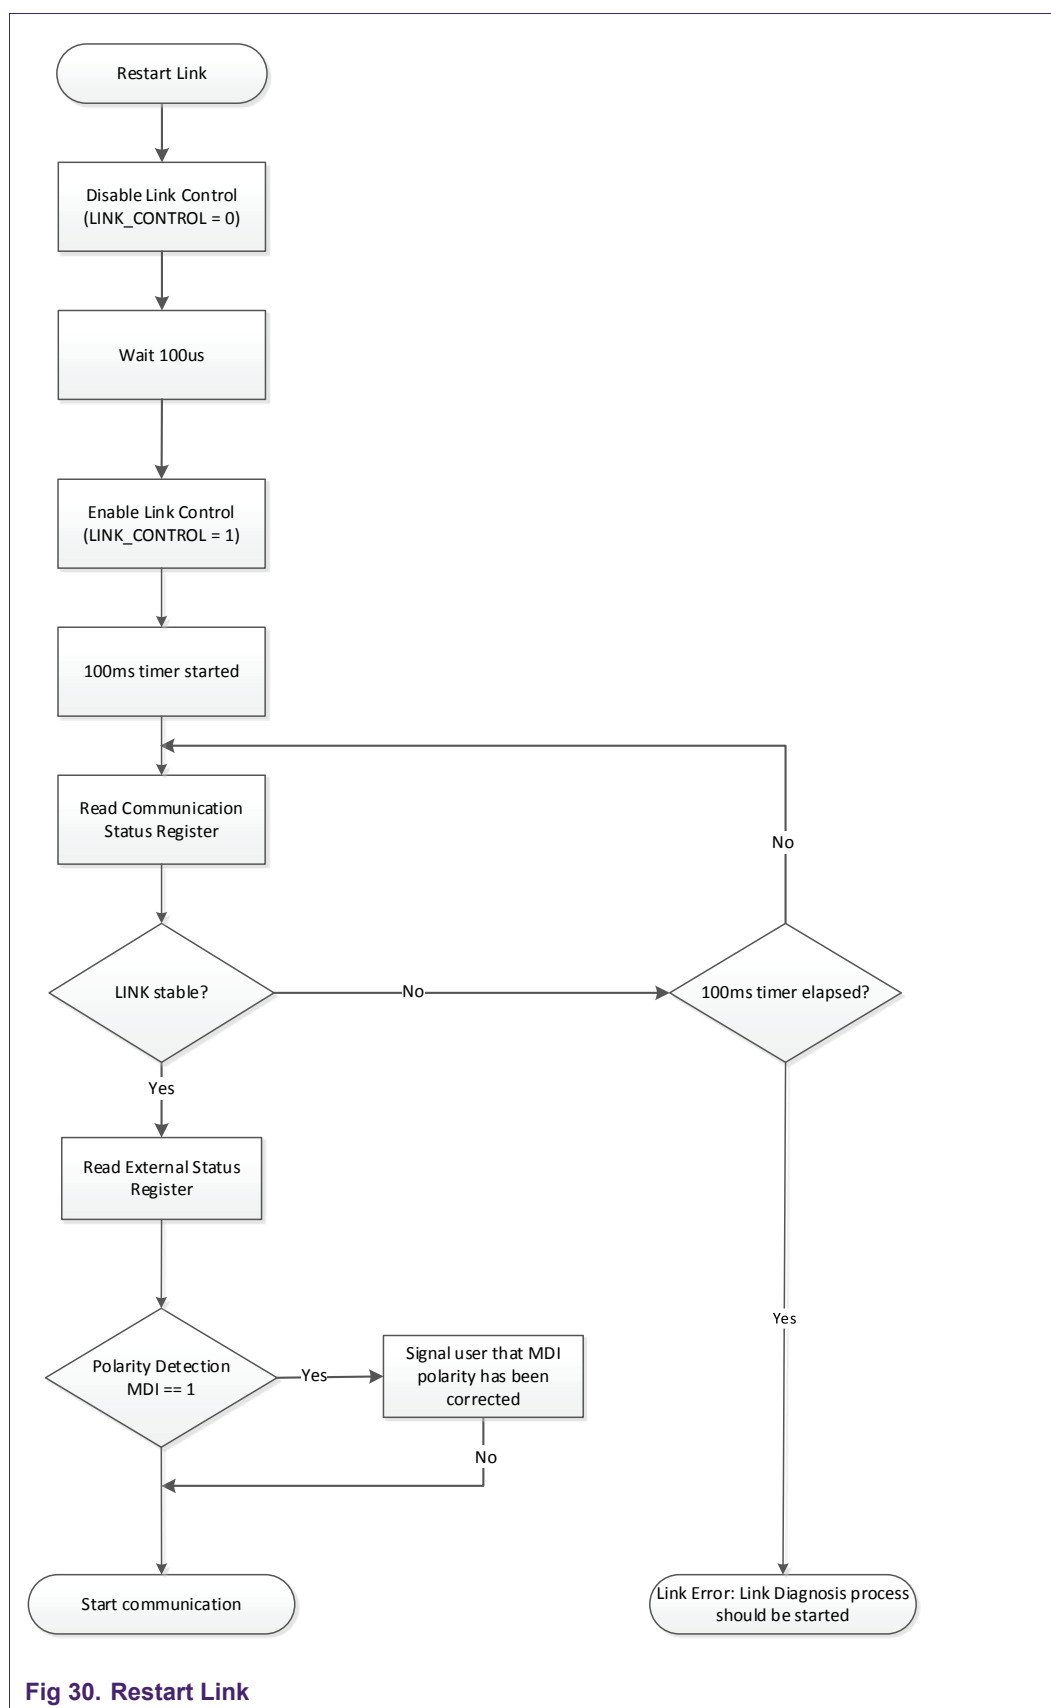 Restart Link
Disable Link Control
(LINK_CONTROL = 0)
Wait 100us
Enable Link Control
(LINK_CONTROL = 1)
100ms timer started
Read Communication
Status Register
No
LINK stable?
No
100ms timer elapsed?
Yes
Read External Status
Register
Yes
Polarity Detection
MDI == 1
Yes
Signal user that MDI
polarity has been
corrected
No
Start communication
Link Error: Link Diagnosis process
should be started
Fig 30. Restart Link